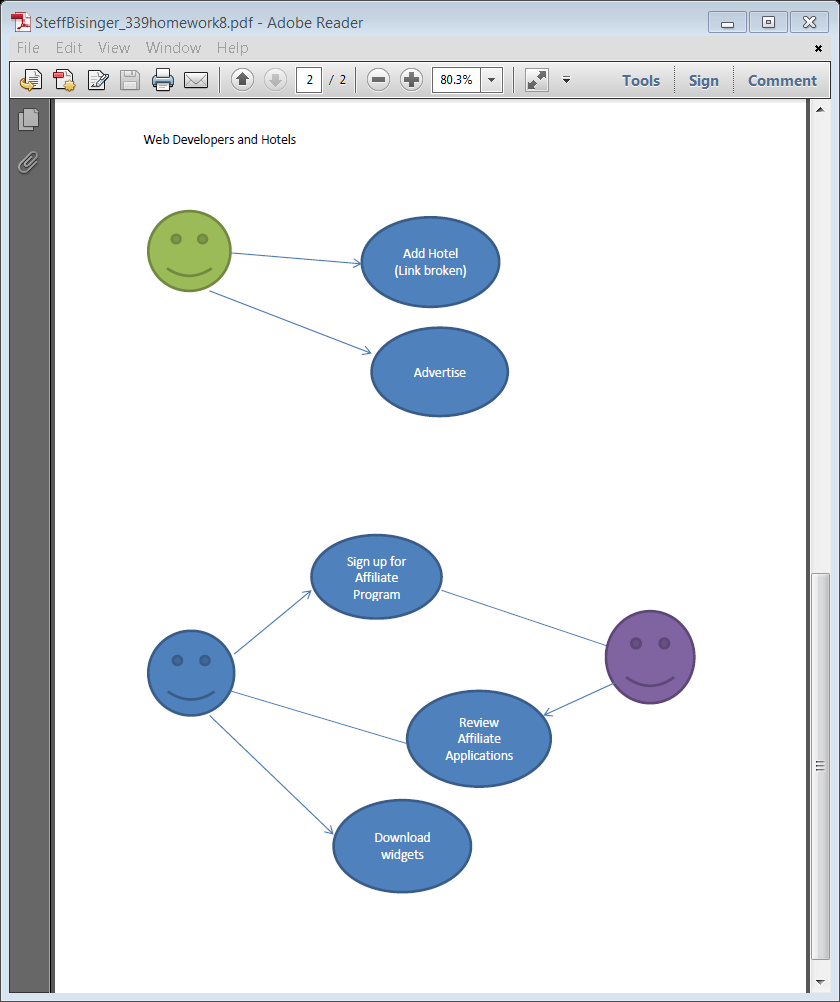 SteffBisinger_339homework8.pdf - Adobe Reader
File Edit View Window Help
2 / 2 80.3% Tools Sign Comment
Web Developers and Hotels
Add Hotel
(Link broken)
Advertise
Sign up for
Affiliate
Program
Review
Affiliate
Applications
Download
widgets